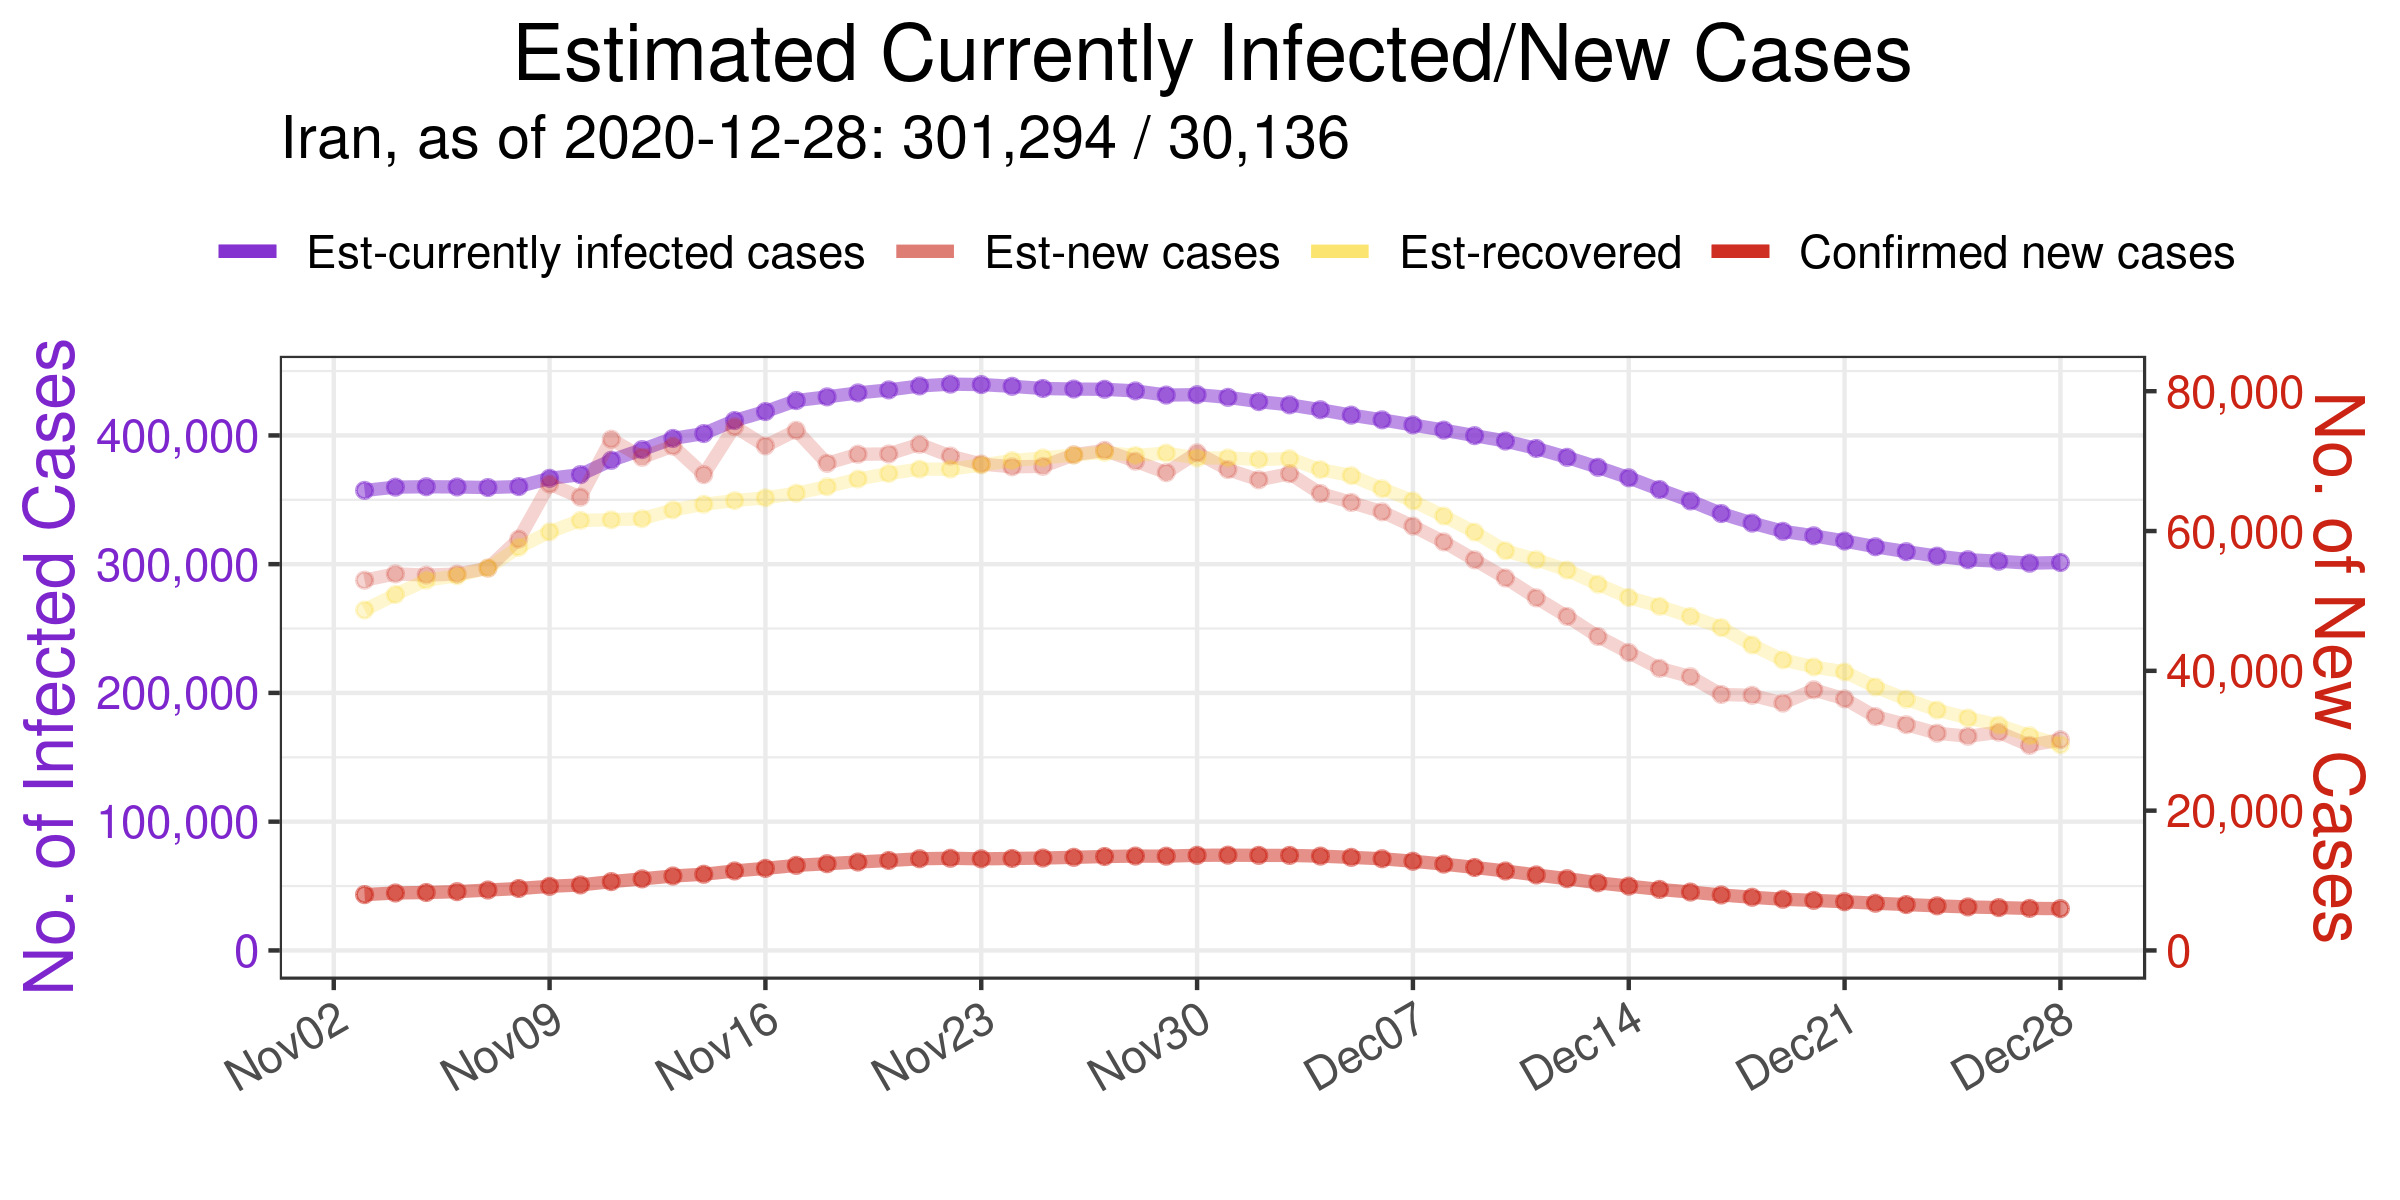 Estimated Currently Infected/New Cases
Iran, as of 2020-12-28: 301,294 / 30,136
Est-currently infected cases Est-new cases Est-recovered Confirmed new cases
No. of Infected Cases
400,000
300,000
200,000
100,000
0
80,000
60,000
40,000
20,000
0
No. of New Cases
Nov02 Nov09 Nov16 Nov23 Nov30 Dec07 Dec14 Dec21 Dec28